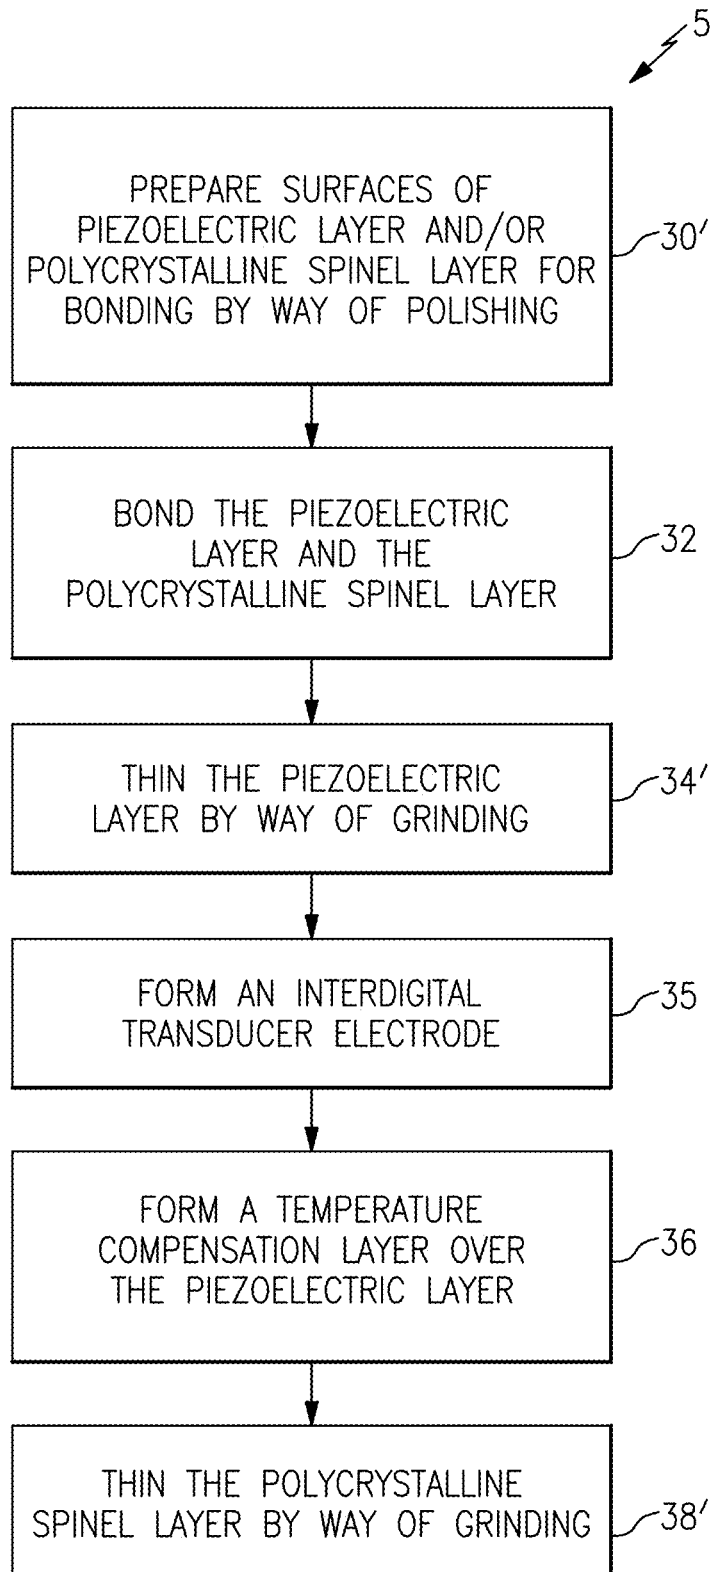 5
PREPARE SURFACES OF
PIEZOELECTRIC LAYER AND/OR
POLYCRYSTALLINE SPINEL LAYER FOR
BONDING BY WAY OF POLISHING
30'
BOND THE PIEZOELECTRIC
LAYER AND THE
POLYCRYSTALLINE SPINEL LAYER
32
THIN THE PIEZOELECTRIC
LAYER BY WAY OF GRINDING
34'
FORM AN INTERDIGITAL
TRANSDUCER ELECTRODE
35
FORM A TEMPERATURE
COMPENSATION LAYER OVER
THE PIEZOELECTRIC LAYER
36
THIN THE POLYCRYSTALLINE
SPINEL LAYER BY WAY OF GRINDING
38'